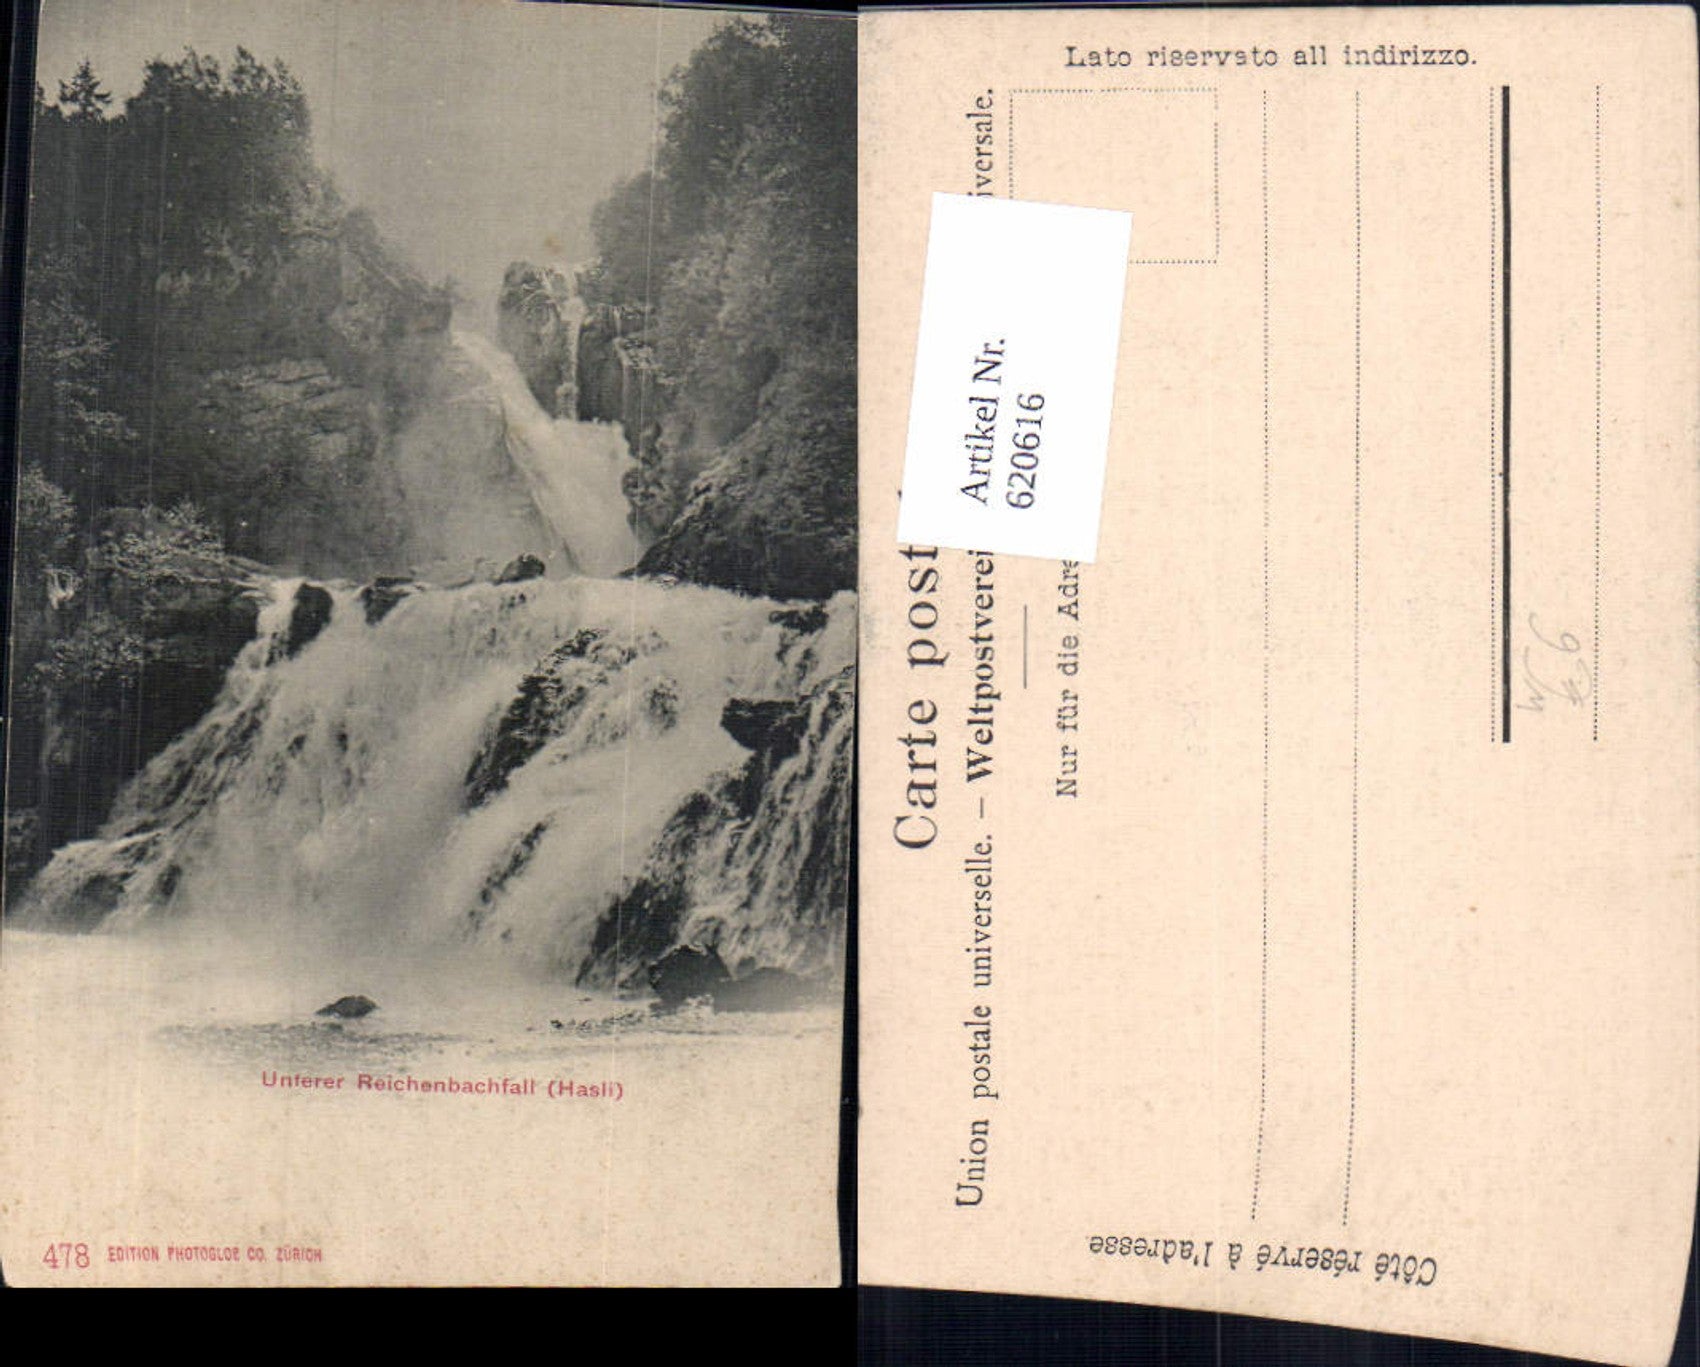 Unterer Reichenbachfall (Hasli)
478 EDITION PHOTOGLOB CO. ZÜRICH
Lato riservato all indirizzo.
Carte post
Union postale universelle. — Weltpostverei iversale.
Nur für die Adre
Artikel Nr.
620616
Côté réservé à l'adresse.